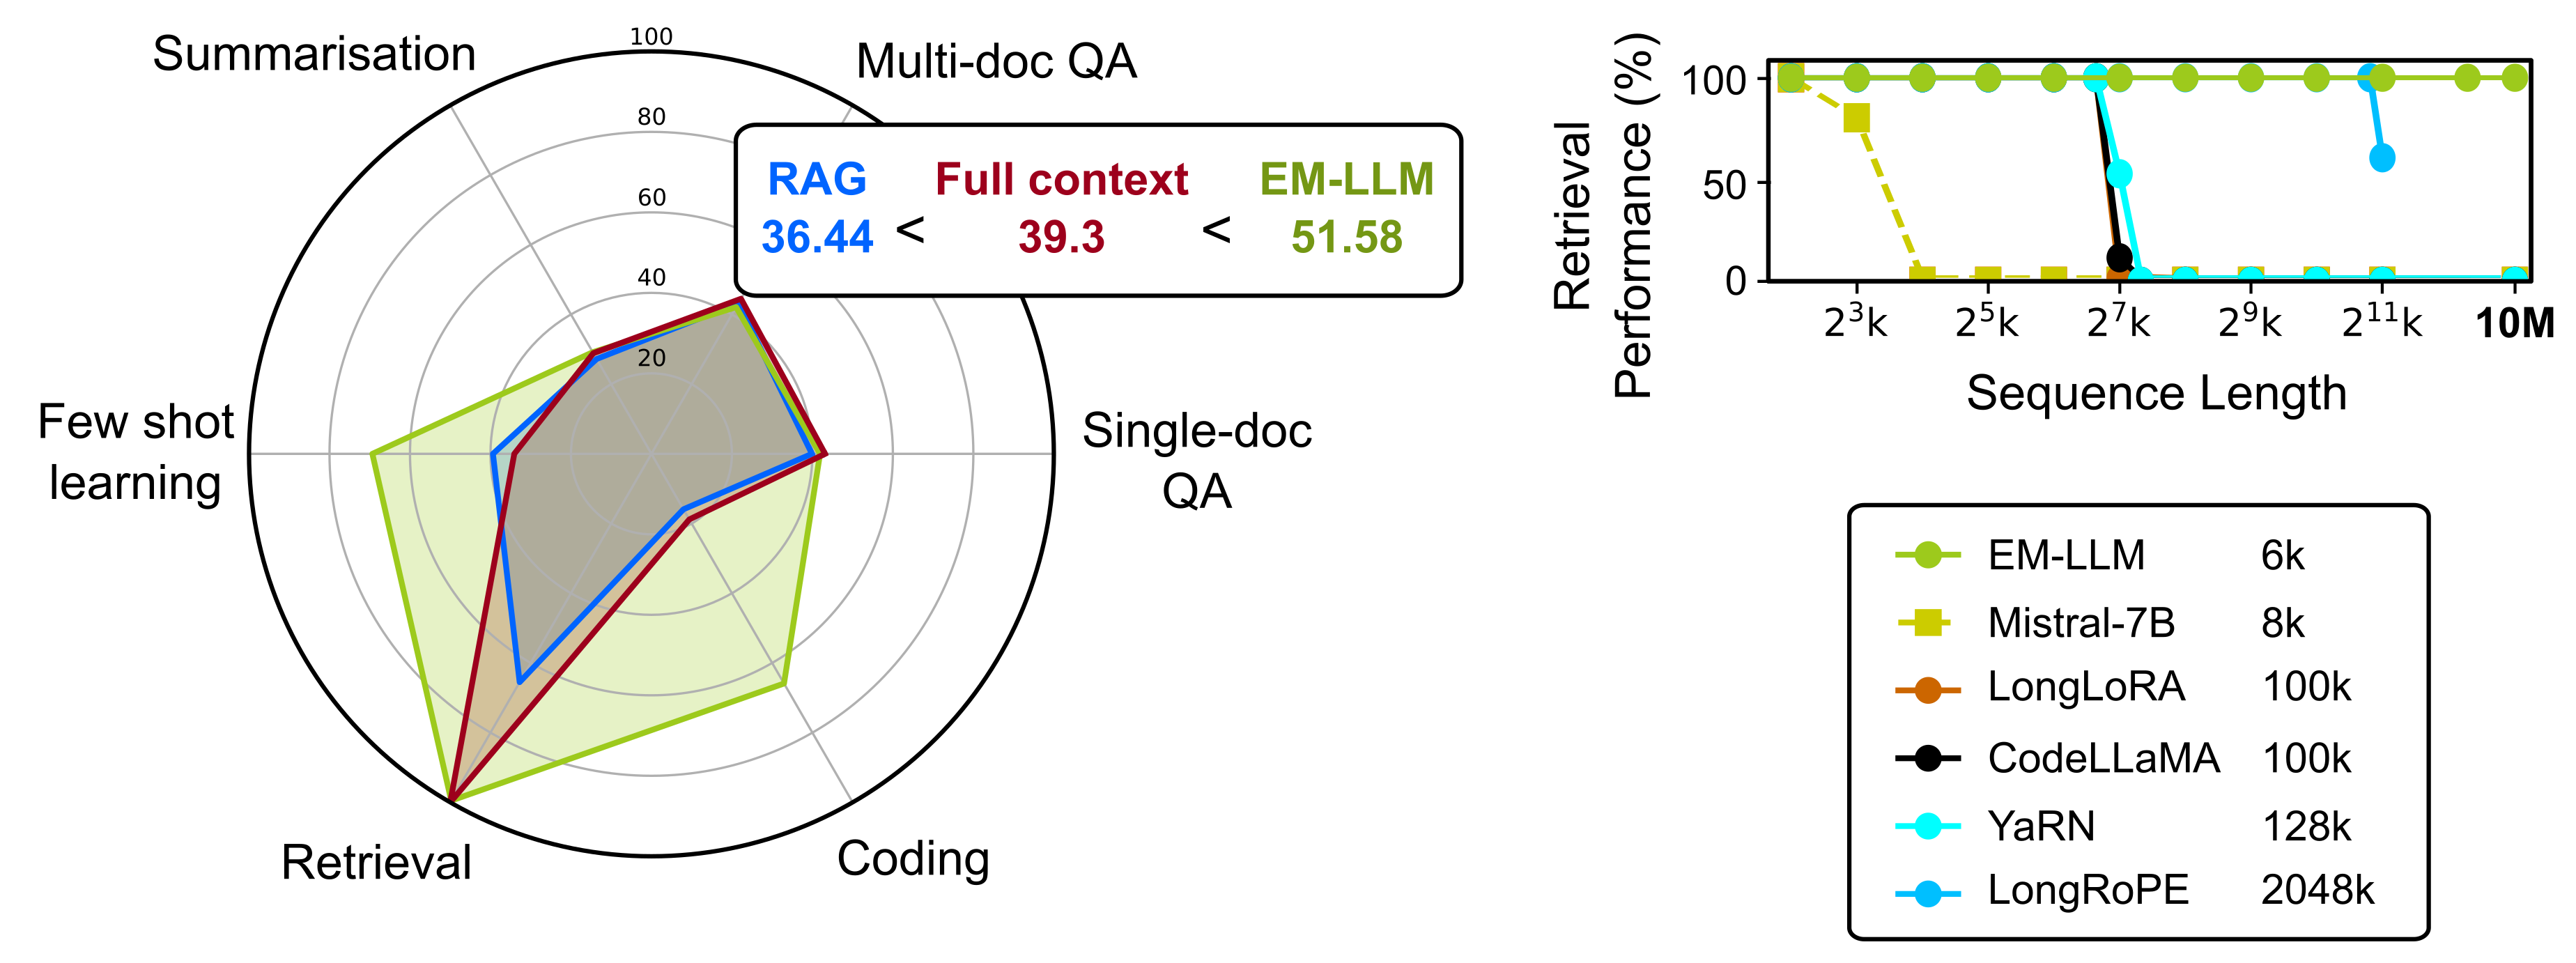 Summarisation
Multi-doc QA
100
80
60
40
20
RAG Full context EM-LLM
36.44 < 39.3 < 51.58
Few shot
learning
Single-doc
QA
Retrieval
Coding
Retrieval
Performance (%)
100
50
0
2³k 2⁵k 2⁷k 2⁹k 2¹¹k 10M
Sequence Length
EM-LLM 6k
Mistral-7B 8k
LongLoRA 100k
CodeLLaMA 100k
YaRN 128k
LongRoPE 2048k